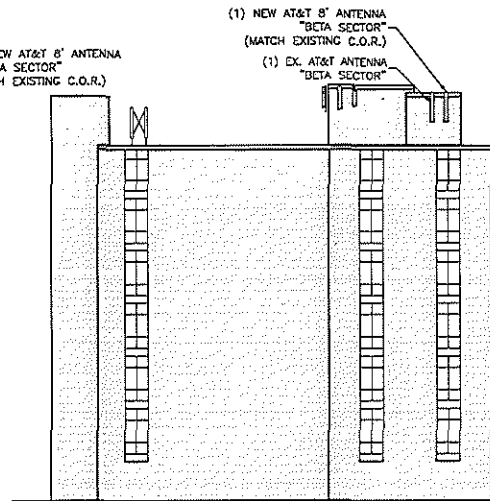 (1) NEW AT&T 8' ANTENNA
"BETA SECTOR"
(MATCH EXISTING C.O.R.)
(1) EX. AT&T ANTENNA
"BETA SECTOR"
EW AT&T 8' ANTENNA
A SECTOR"
H EXISTING C.O.R.)